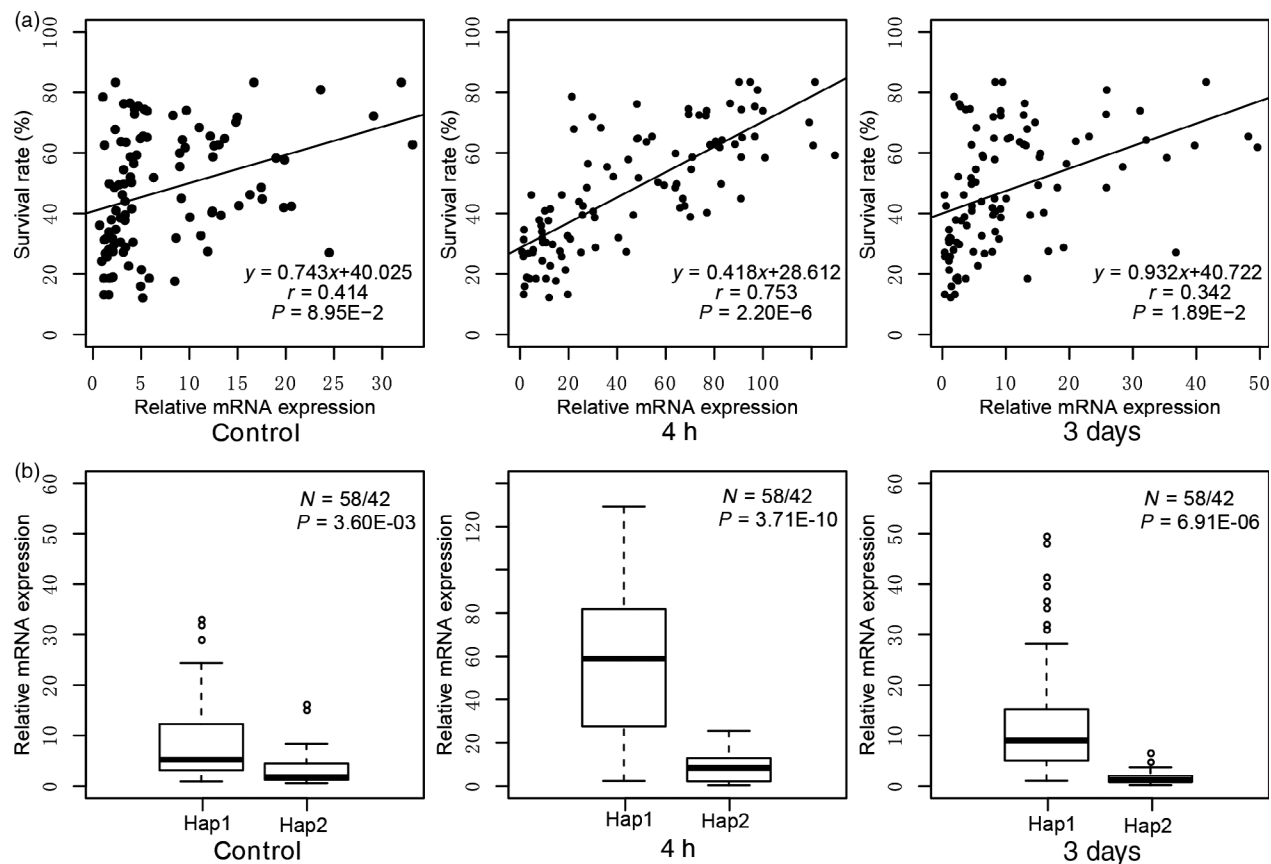 (a)
100
80
60
40
20
0
Survival rate (%)
y = 0.743x+40.025
r = 0.414
P = 8.95E−2
0 5 10 15 20 25 30
Relative mRNA expression
Control
100
80
60
40
20
0
Survival rate (%)
y = 0.418x+28.612
r = 0.753
P = 2.20E−6
0 20 40 60 80 100
Relative mRNA expression
4 h
100
80
60
40
20
0
Survival rate (%)
y = 0.932x+40.722
r = 0.342
P = 1.89E−2
0 10 20 30 40 50
Relative mRNA expression
3 days
(b)
60
50
40
30
20
10
0
Relative mRNA expression
N = 58/42
P = 3.60E-03
Hap1 Hap2
Control
120
80
60
40
20
0
Relative mRNA expression
N = 58/42
P = 3.71E-10
Hap1 Hap2
4 h
60
50
40
30
20
10
0
Relative mRNA expression
N = 58/42
P = 6.91E-06
Hap1 Hap2
3 days